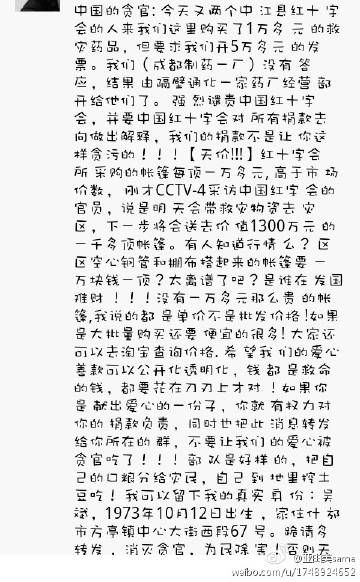 中国的贪官:今天又两个中 江县红十 字
会的人来我们这里购买了1万多 元 的救
灾药品，但要求我们开5万多元 的发
票。我们（成都制药一厂）没有 答
应，结果由隔壁通化一家药厂经营 部
开给他们了。 强 烈谴责中国红十字
会，并要中国红十字会对 所有捐款去
向做出解释，我们的捐款不是让 你这
样贪污的！！！【天价!!!】红十字会
所 采购的帐篷每顶一万多元,高于 市 场
价数， 刚才CCTV-4采访中国红字 会的
官员，说是明 天会带救灾物资去 灾
区，下一步将会送去价 值1300万元 的
一千多顶帐篷。有人知道行情 么？ 区
区空心钢管和棚布搭起来的帐篷要 一
万块钱一顶？太离谱了吧？是谁在 发国
难财 ！！！没有一万多元那么贵 的帐
篷,我说的都 是单价不是批发价格!如果
是大批量购买还要 便宜的很多!大家还
可以去淘宝查询价格.希 望我 们的爱心
善款可以公开化透明化，钱 都 是救命
的钱，都要花在刀刃上才对 ！如果你
是 献出爱心的一份子，你就 有权力对
你的 捐款负责，同时也把此 消息转发
给你所在的 群，不要让我们的 爱心被
贪官吃了！！！部 队是好样的，把自
己的口粮分给灾民，自己 到 地里挖土
豆吃！ 我可以留下我的真实 身 份：吴
斌，1973年10月12日出生 ，家住什 邡
市方亭镇中心大街西段67 号。跪请多
转发 ，消灭贪官，为民除 害！否则天
sama
weibo.com/u/1748924652